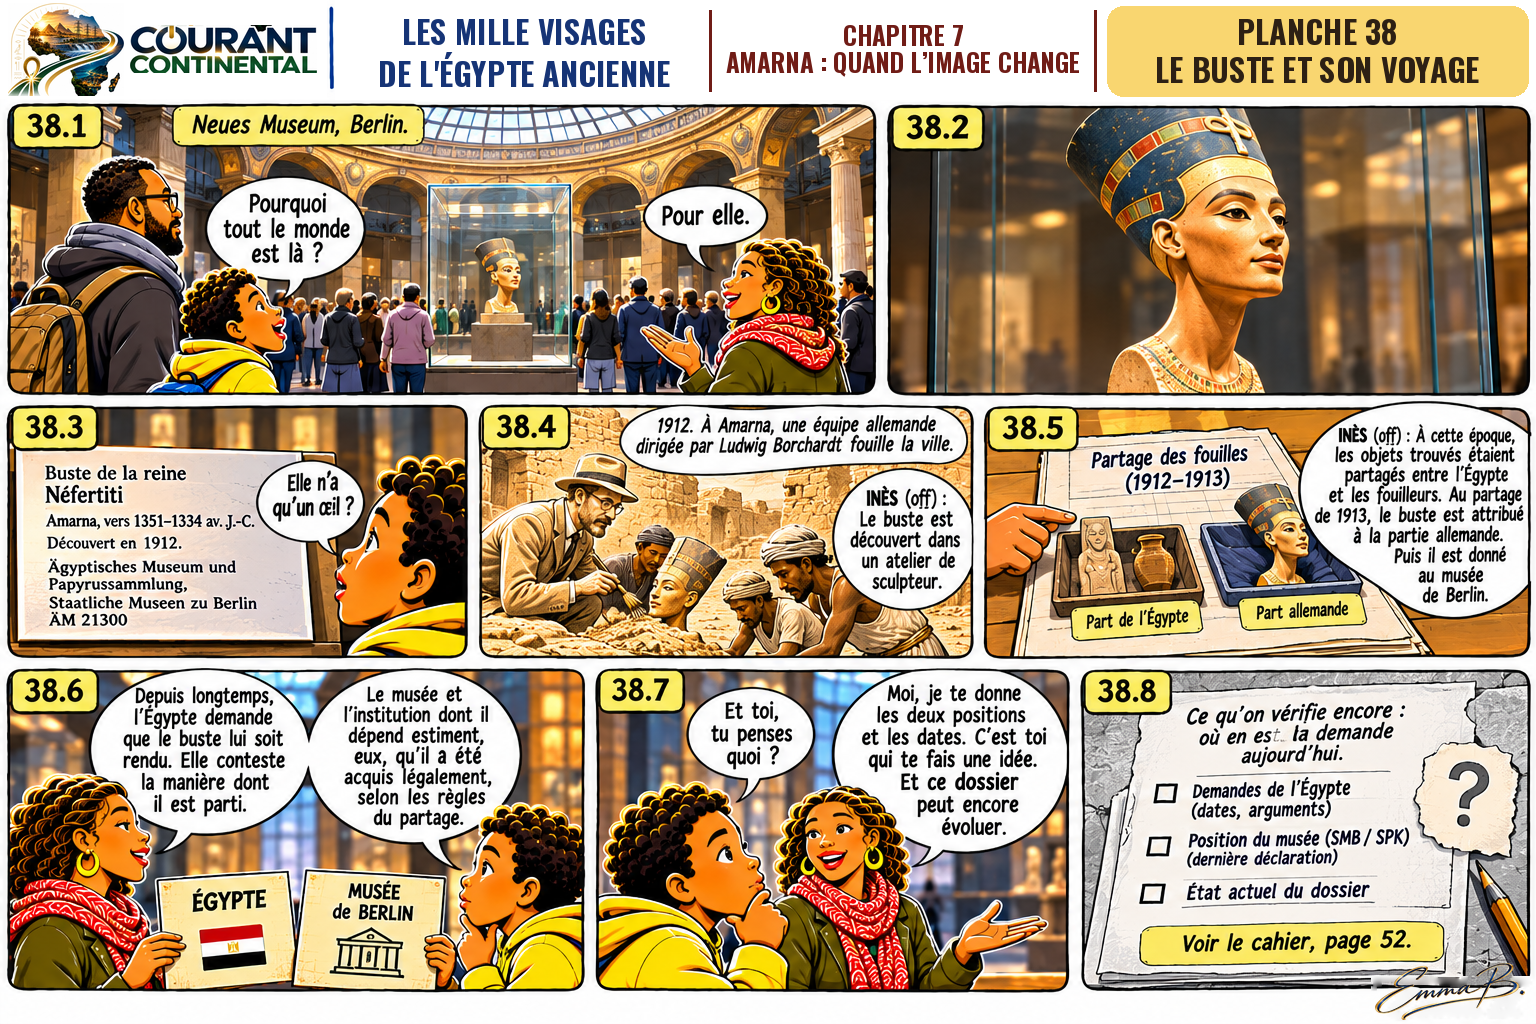 COURANT
CONTINENTAL
LES MILLE VISAGES
DE L'ÉGYPTE ANCIENNE
CHAPITRE 7
AMARNA : QUAND L'IMAGE CHANGE
PLANCHE 38
LE BUSTE ET SON VOYAGE
38.1
Neues Museum, Berlin.
Pourquoi
tout le monde
est là ?
Pour elle.
38.2
38.3
Buste de la reine
Néfertiti
Amarna, vers 1351–1334 av. J.-C.
Découvert en 1912.
Ägyptisches Museum und
Papyrussammlung,
Staatliche Museen zu Berlin
ÄM 21300
Elle n'a
qu'un œil ?
38.4
1912. À Amarna, une équipe allemande
dirigée par Ludwig Borchardt fouille la ville.
INÈS (off) :
Le buste est
découvert dans
un atelier de
sculpteur.
38.5
Partage des fouilles
(1912–1913)
Part de l'Égypte
Part allemande
INÈS (off) : À cette époque,
les objets trouvés étaient
partagés entre l'Égypte
et les fouilleurs. Au partage
de 1913, le buste est attribué
à la partie allemande.
Puis il est donné
au musée
de Berlin.
38.6
Depuis longtemps,
l'Égypte demande
que le buste lui soit
rendu. Elle conteste
la manière dont
il est parti.
Le musée et
l'institution dont il
dépend estiment,
eux, qu'il a été
acquis légalement,
selon les règles
du partage.
ÉGYPTE
MUSÉE
de BERLIN
38.7
Et toi,
tu penses
quoi ?
Moi, je te donne
les deux positions
et les dates. C'est toi
qui te fais une idée.
Et ce dossier
peut encore
évoluer.
38.8
Ce qu'on vérifie encore :
où en est la demande
aujourd'hui.
Demandes de l'Égypte
(dates, arguments)
Position du musée (SMB / SPK)
(dernière déclaration)
État actuel du dossier
?
Voir le cahier, page 52.
Emma B.